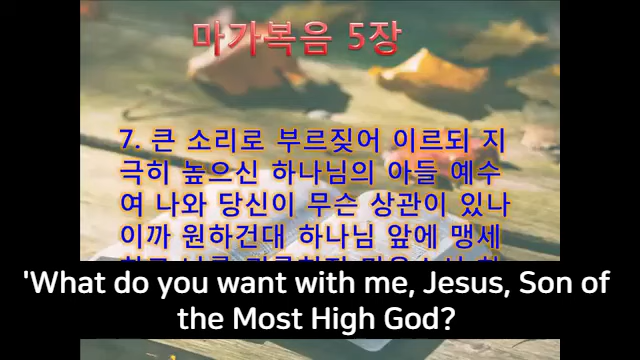 마가복음 5장
7. 큰 소리로 부르짖어 이르되 지
극히 높으신 하나님의 아들 예수
여 나와 당신이 무슨 상관이 있나
이까 원하건대 하나님 앞에 맹세
'What do you want with me, Jesus, Son of
the Most High God?